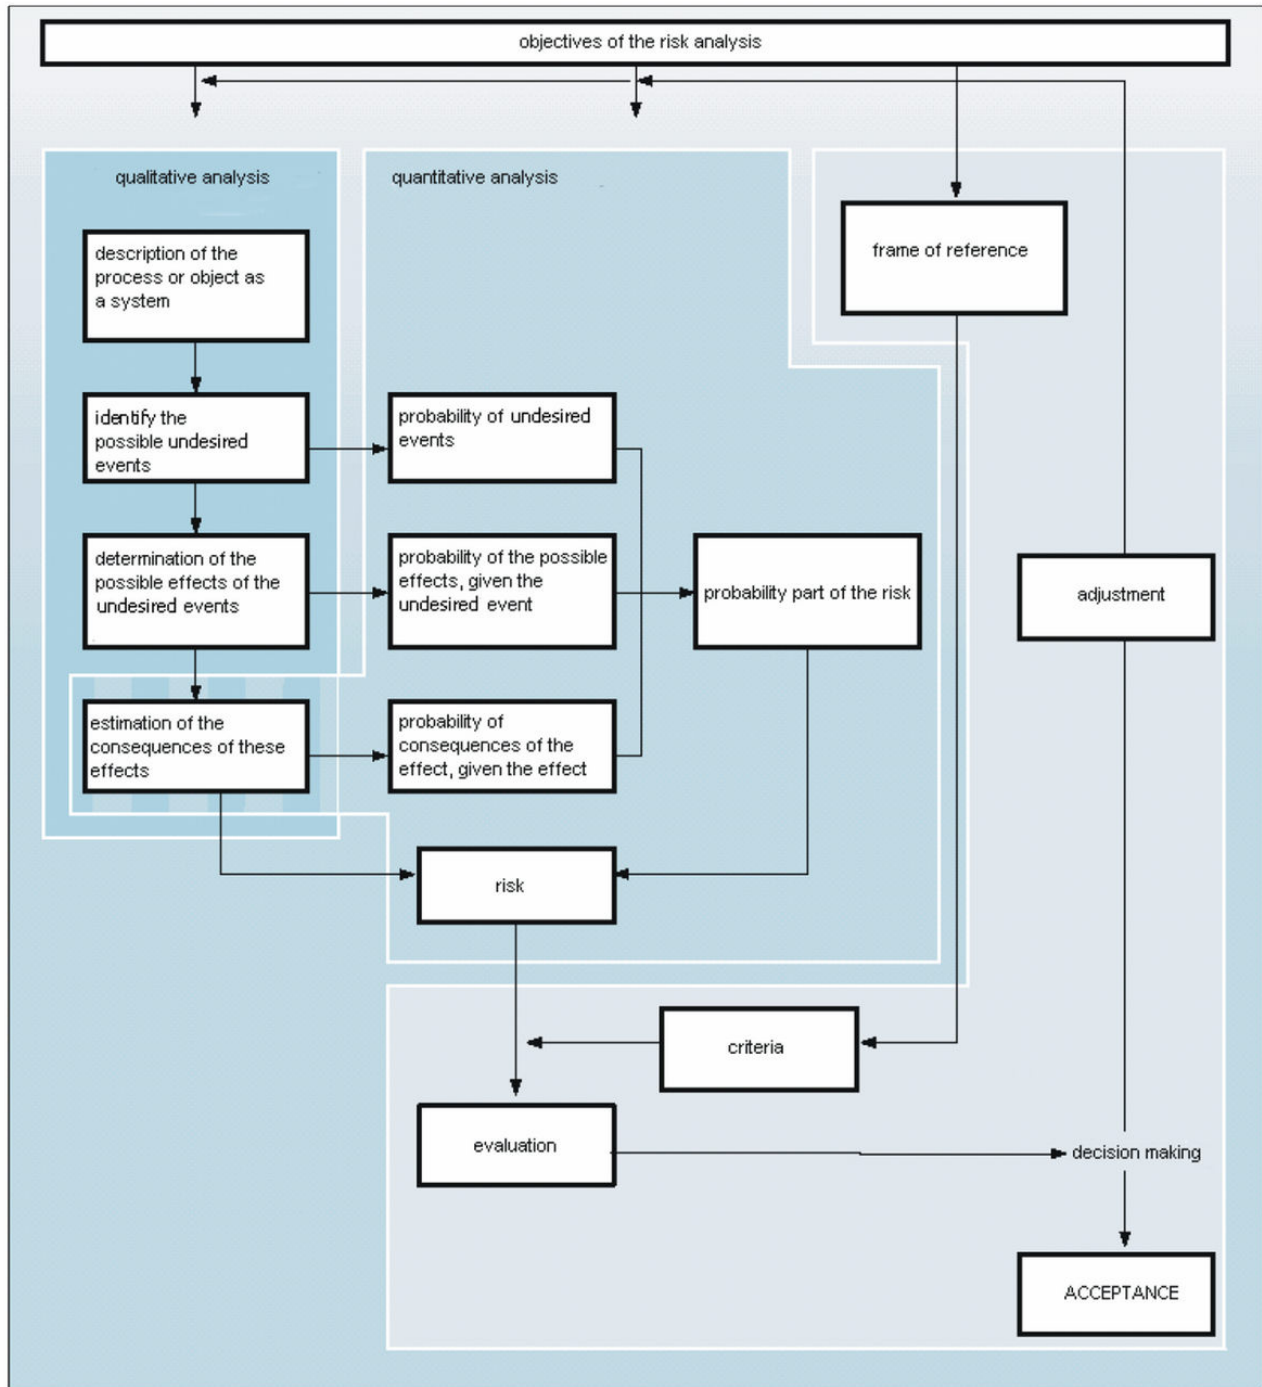 objectives of the risk analysis
qualitative analysis
quantitative analysis
description of the
process or object as
a system
frame of reference
identify the
possible undesired
events
probability of undesired
events
determination of the
possible effects of the
undesired events
probability of the possible
effects, given the
undesired event
probability part of the risk
adjustment
estimation of the
consequences of these
effects
probability of
consequences of the
effect, given the effect
risk
criteria
evaluation
decision making
ACCEPTANCE